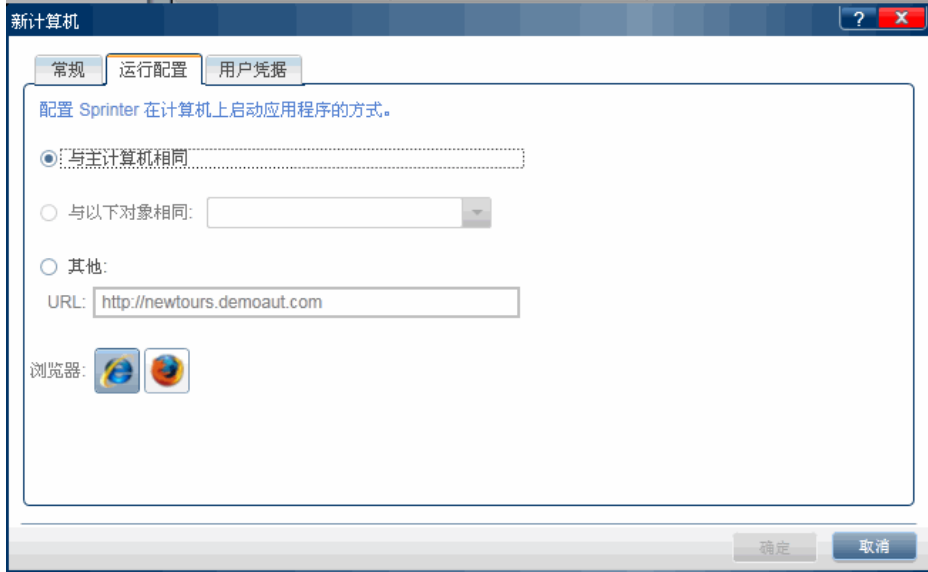 新计算机
?
常规 运行配置 用户凭据
配置 Sprinter 在计算机上启动应用程序的方式。
与主计算机相同
与以下对象相同:
其他:
URL: http://newtours.demoaut.com
浏览器:
确定 取消